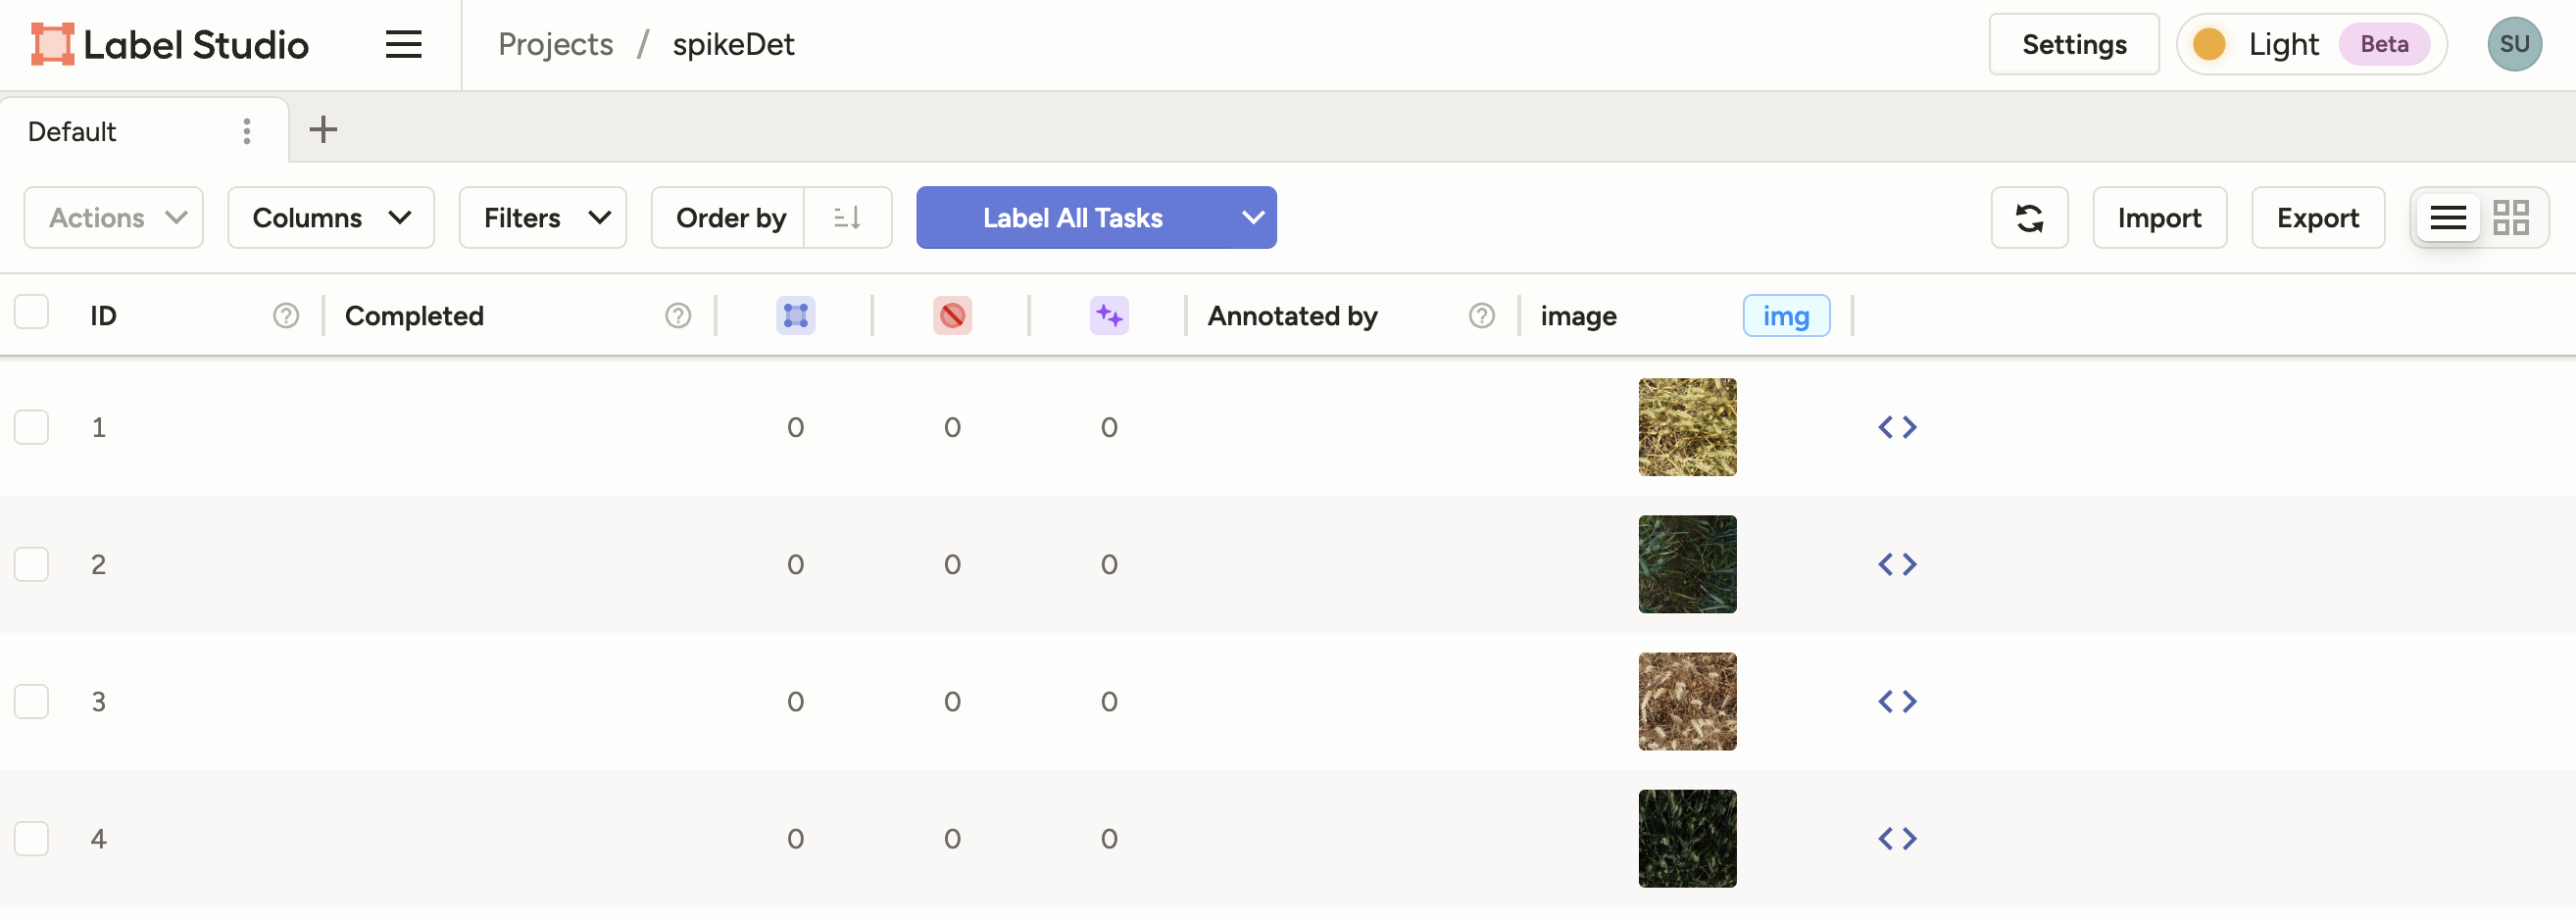 Label Studio
Projects / spikeDet
Settings
Light
Beta
SU
Default
Actions
Columns
Filters
Order by
Label All Tasks
Import
Export
ID
Completed
Annotated by
image
img
1
0
0
0
2
0
0
0
3
0
0
0
4
0
0
0